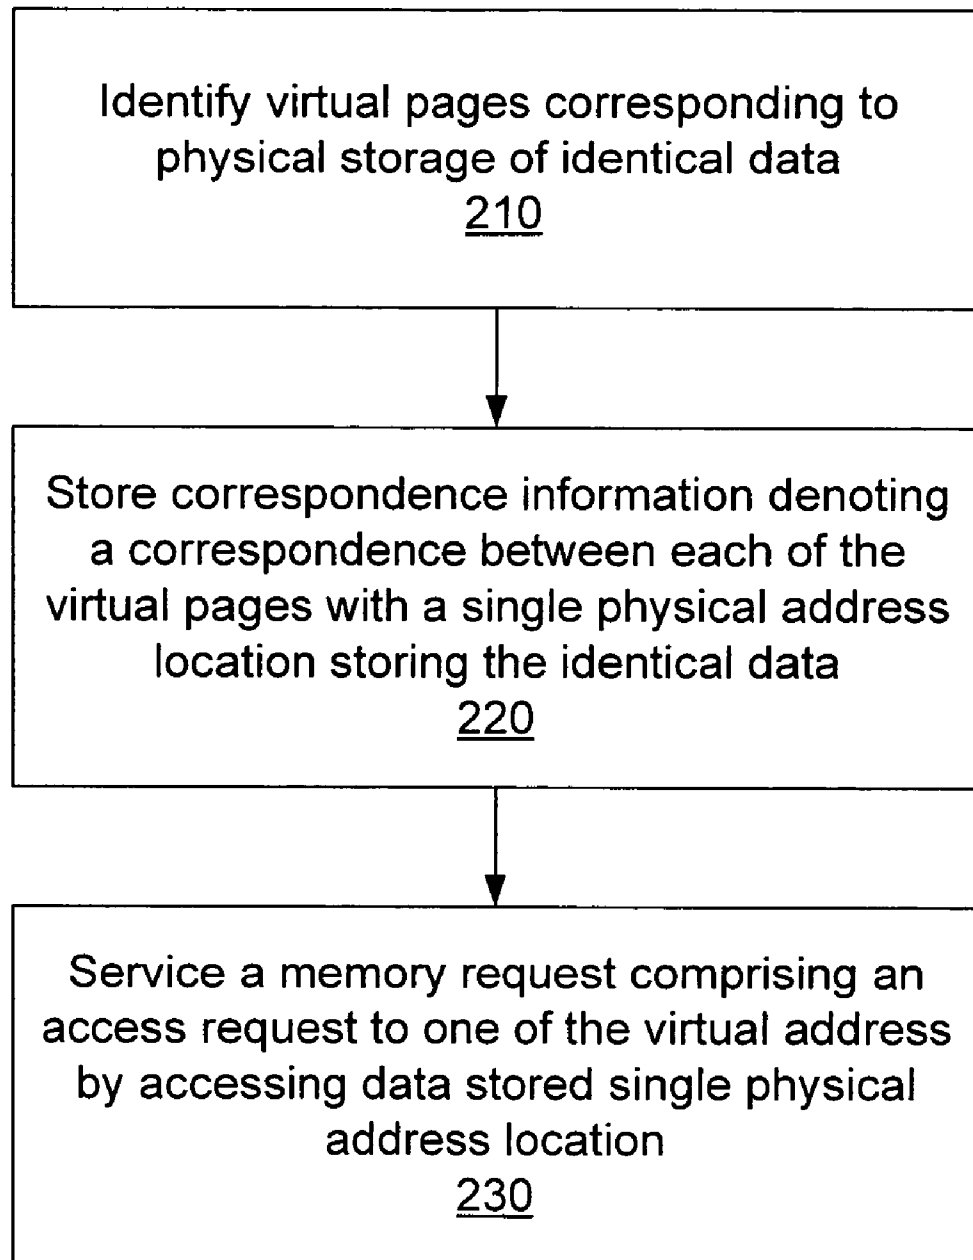 Identify virtual pages corresponding to
physical storage of identical data
210
Store correspondence information denoting
a correspondence between each of the
virtual pages with a single physical address
location storing the identical data
220
Service a memory request comprising an
access request to one of the virtual address
by accessing data stored single physical
address location
230